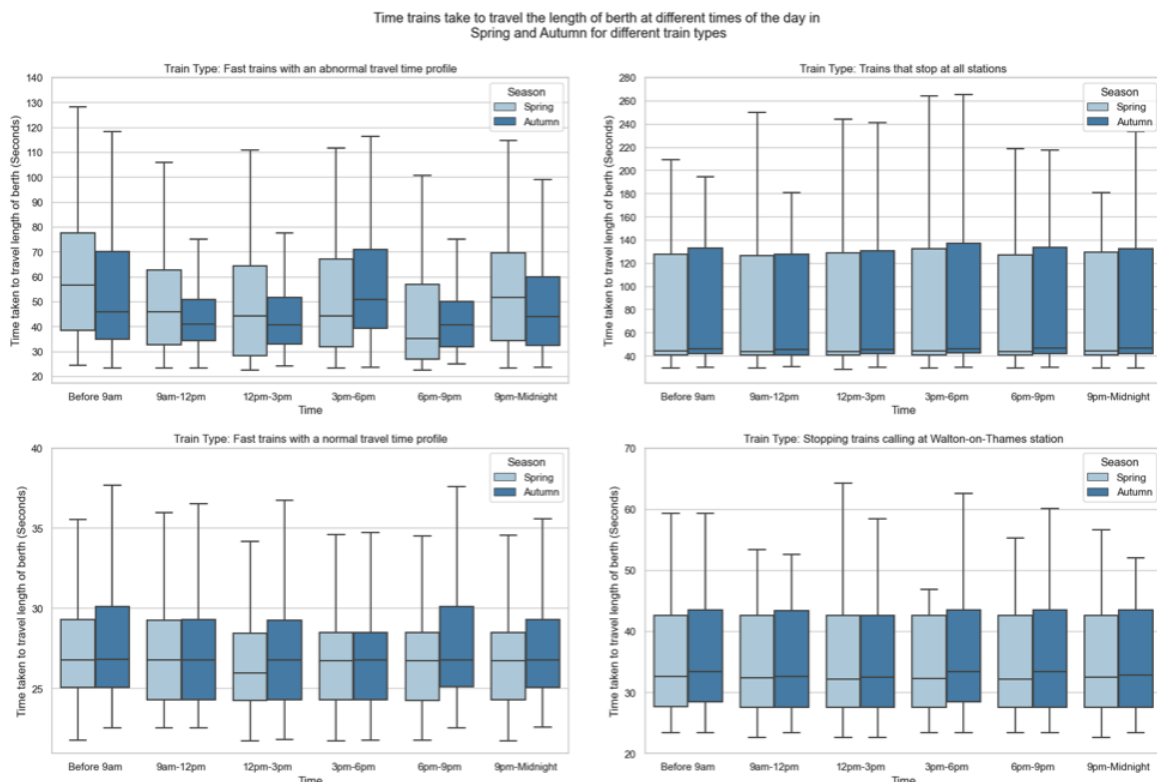 Time trains take to travel the length of berth at different times of the day in
Spring and Autumn for different train types
Train Type: Fast trains with an abnormal travel time profile
Time taken to travel length of berth (Seconds)
140
130
120
110
100
90
80
70
60
50
40
30
20
Season
Spring
Autumn
Before 9am
9am-12pm
12pm-3pm
3pm-6pm
6pm-9pm
9pm-Midnight
Time
Train Type: Trains that stop at all stations
Time taken to travel length of berth (Seconds)
280
260
240
220
200
180
160
140
120
100
80
60
40
Season
Spring
Autumn
Before 9am
9am-12pm
12pm-3pm
3pm-6pm
6pm-9pm
9pm-Midnight
Time
Train Type: Fast trains with a normal travel time profile
Time taken to travel length of berth (Seconds)
40
35
30
25
Season
Spring
Autumn
Before 9am
9am-12pm
12pm-3pm
3pm-6pm
6pm-9pm
9pm-Midnight
Time
Train Type: Stopping trains calling at Walton-on-Thames station
Time taken to travel length of berth (Seconds)
70
60
50
40
30
20
Season
Spring
Autumn
Before 9am
9am-12pm
12pm-3pm
3pm-6pm
6pm-9pm
9pm-Midnight
Time